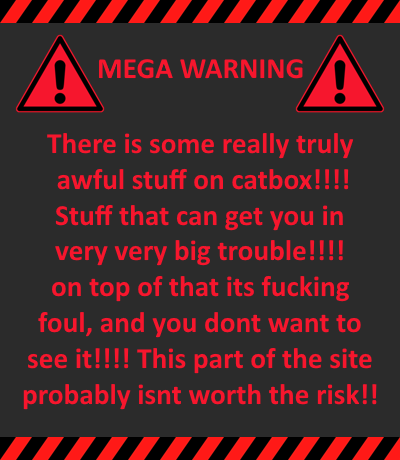 MEGA WARNING
There is some really truly
awful stuff on catbox!!!!
Stuff that can get you in
very very big trouble!!!!
on top of that its fucking
foul, and you dont want to
see it!!!! This part of the site
probably isnt worth the risk!!